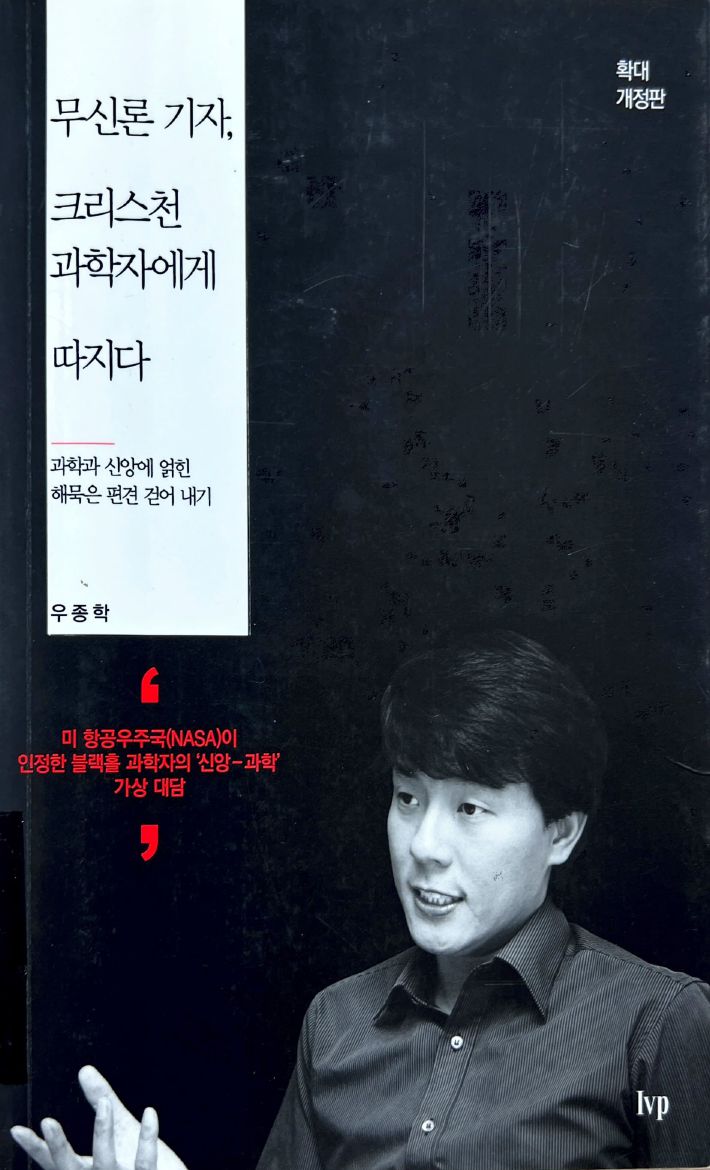 확대
개정판
무신론 기자,
크리스천
과학자에게
따지다
과학과 신앙에 얽힌
해묵은 편견 걷어 내기
우종학
‘
미 항공우주국(NASA)이
인정한 블랙홀 과학자의 ‘신앙-과학’
가상 대담
’
Ivp